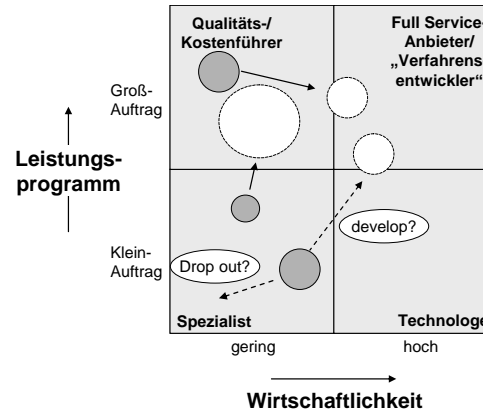 Qualitäts-/
Kostenführer
Full Service-
Anbieter/
„Verfahrens-
entwickler“
Groß-
Auftrag
Leistungs-
programm
develop?
Klein-
Auftrag
Drop out?
Spezialist
Technologe
gering
hoch
Wirtschaftlichkeit